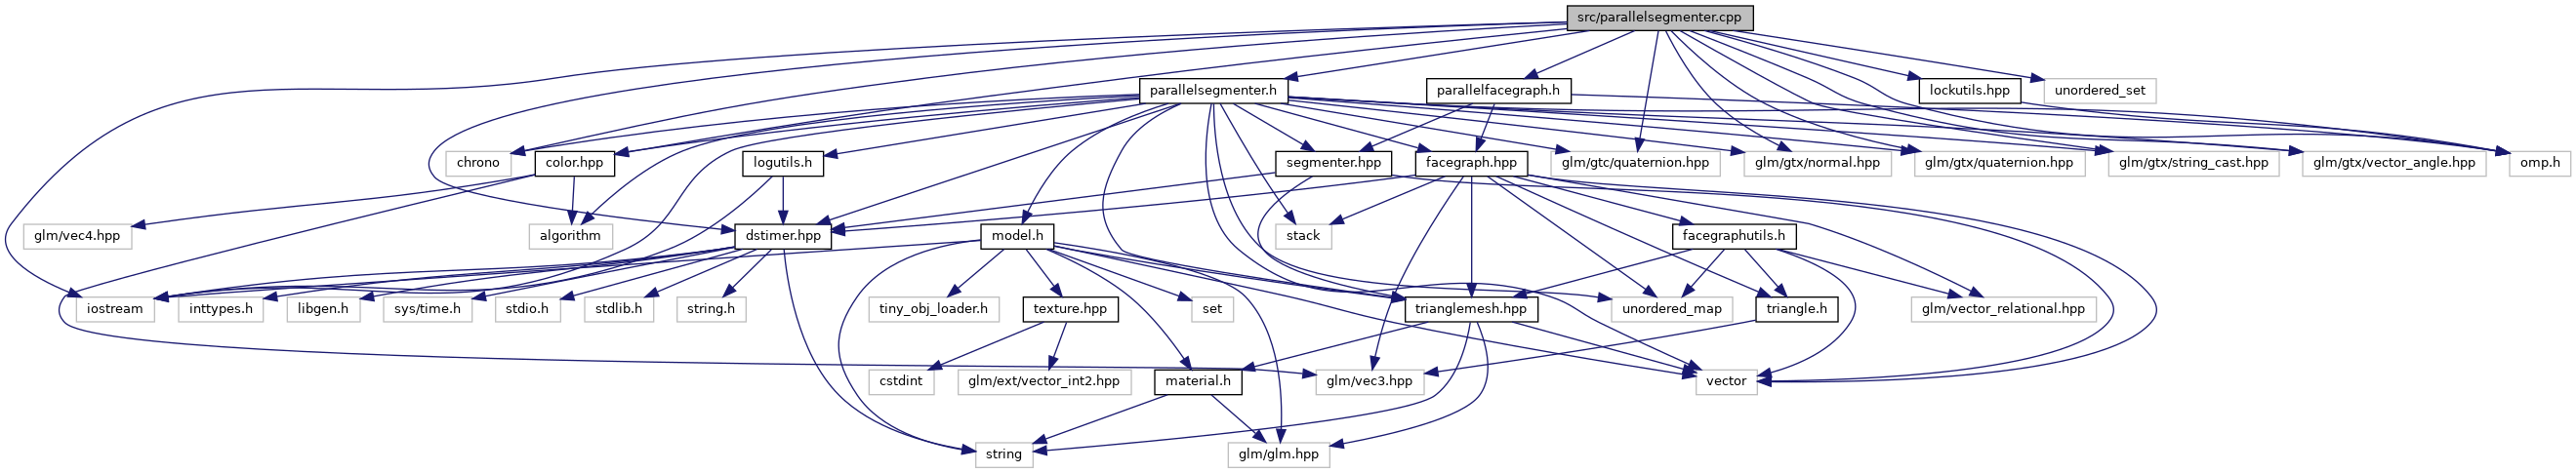 src/parallelsegmenter.cpp
parallelsegmenter.h
parallelfacegraph.h
lockutils.hpp
unordered_set
chrono
color.hpp
logutils.h
segmenter.hpp
facegraph.hpp
glm/gtc/quaternion.hpp
glm/gtx/normal.hpp
glm/gtx/quaternion.hpp
glm/gtx/string_cast.hpp
glm/gtx/vector_angle.hpp
omp.h
glm/vec4.hpp
algorithm
dstimer.hpp
model.h
stack
facegraphutils.h
iostream
inttypes.h
libgen.h
sys/time.h
stdio.h
stdlib.h
string.h
tiny_obj_loader.h
texture.hpp
set
trianglemesh.hpp
unordered_map
triangle.h
glm/vector_relational.hpp
cstdint
glm/ext/vector_int2.hpp
material.h
glm/vec3.hpp
vector
string
glm/glm.hpp